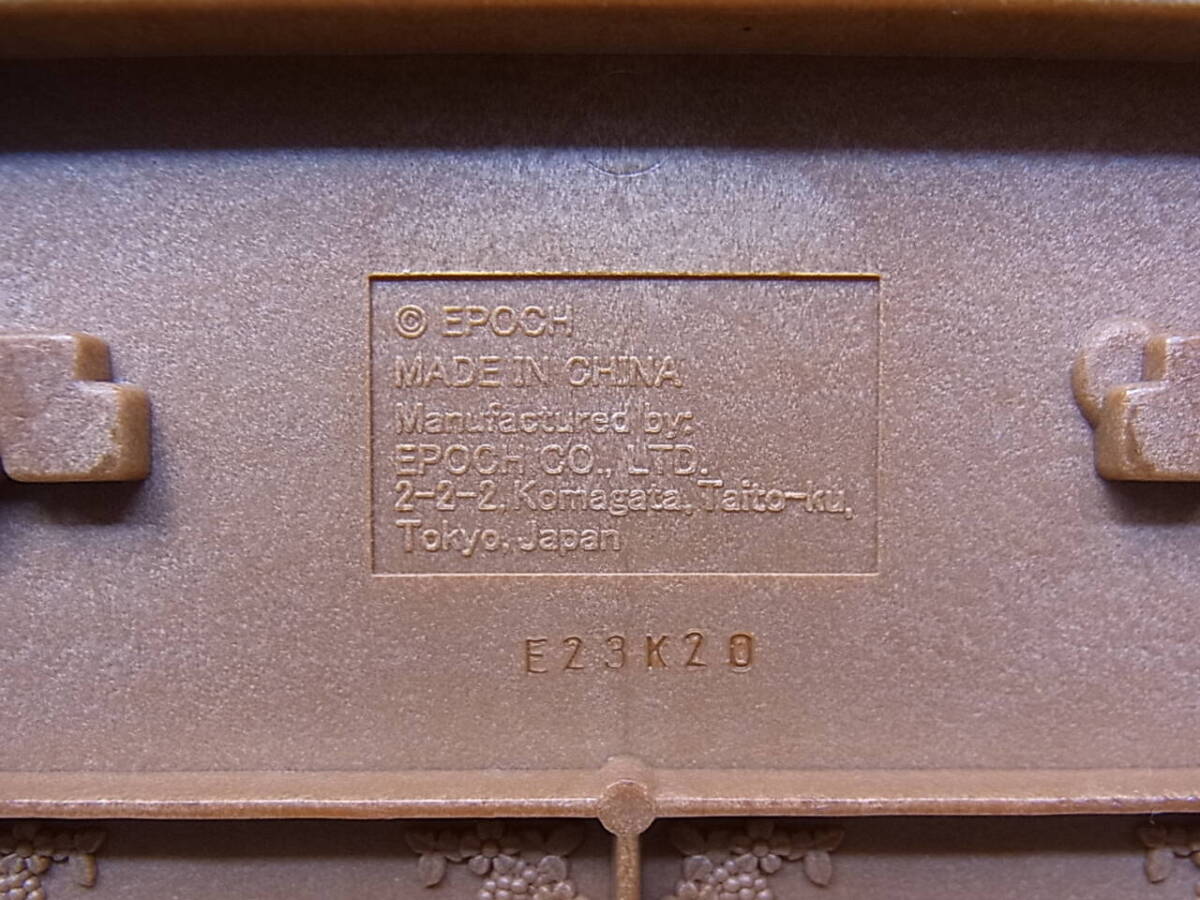 © EPOCH
MADE IN CHINA
Manufactured by:
EPOCH CO., LTD.
2-2-2, Komagata, Taito-ku,
Tokyo, Japan
E23K20